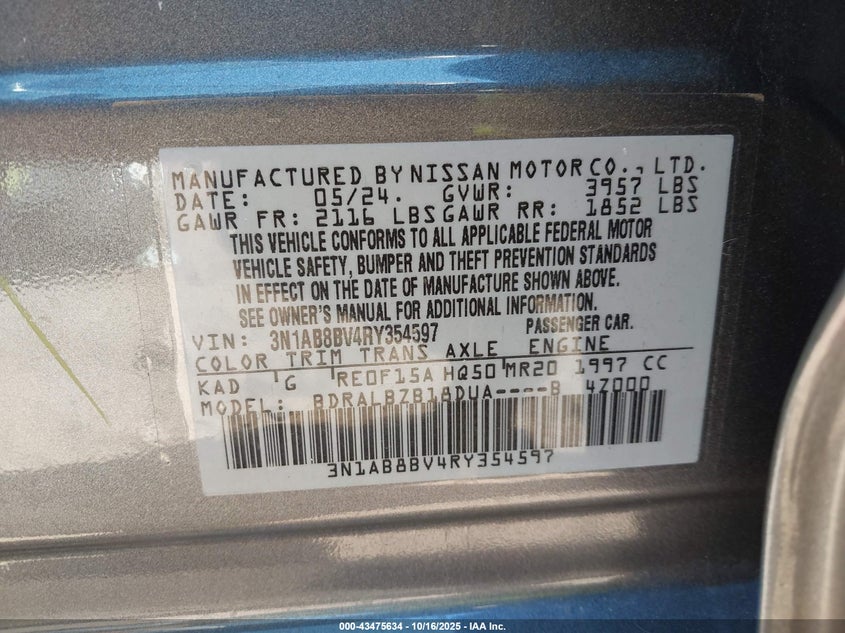 MANUFACTURED BY NISSAN MOTOR CO., LTD.
DATE: 05/24. GVWR: 3957 LBS
GAWR FR: 2116 LBS GAWR RR: 1852 LBS
THIS VEHICLE CONFORMS TO ALL APPLICABLE FEDERAL MOTOR
VEHICLE SAFETY, BUMPER AND THEFT PREVENTION STANDARDS
IN EFFECT ON THE DATE OF MANUFACTURE SHOWN ABOVE.
SEE OWNER'S MANUAL FOR ADDITIONAL INFORMATION.
VIN: 3N1AB8BV4RY354597 PASSENGER CAR.
COLOR TRIM TRANS AXLE ENGINE
KAD G RE0F15A HQ50 MR20 1997 CC
MODEL: BDRALBZB18DUA----B 4Z000
3N1AB8BV4RY354597
000-43475634 | 10/16/2025 - IAA Inc.